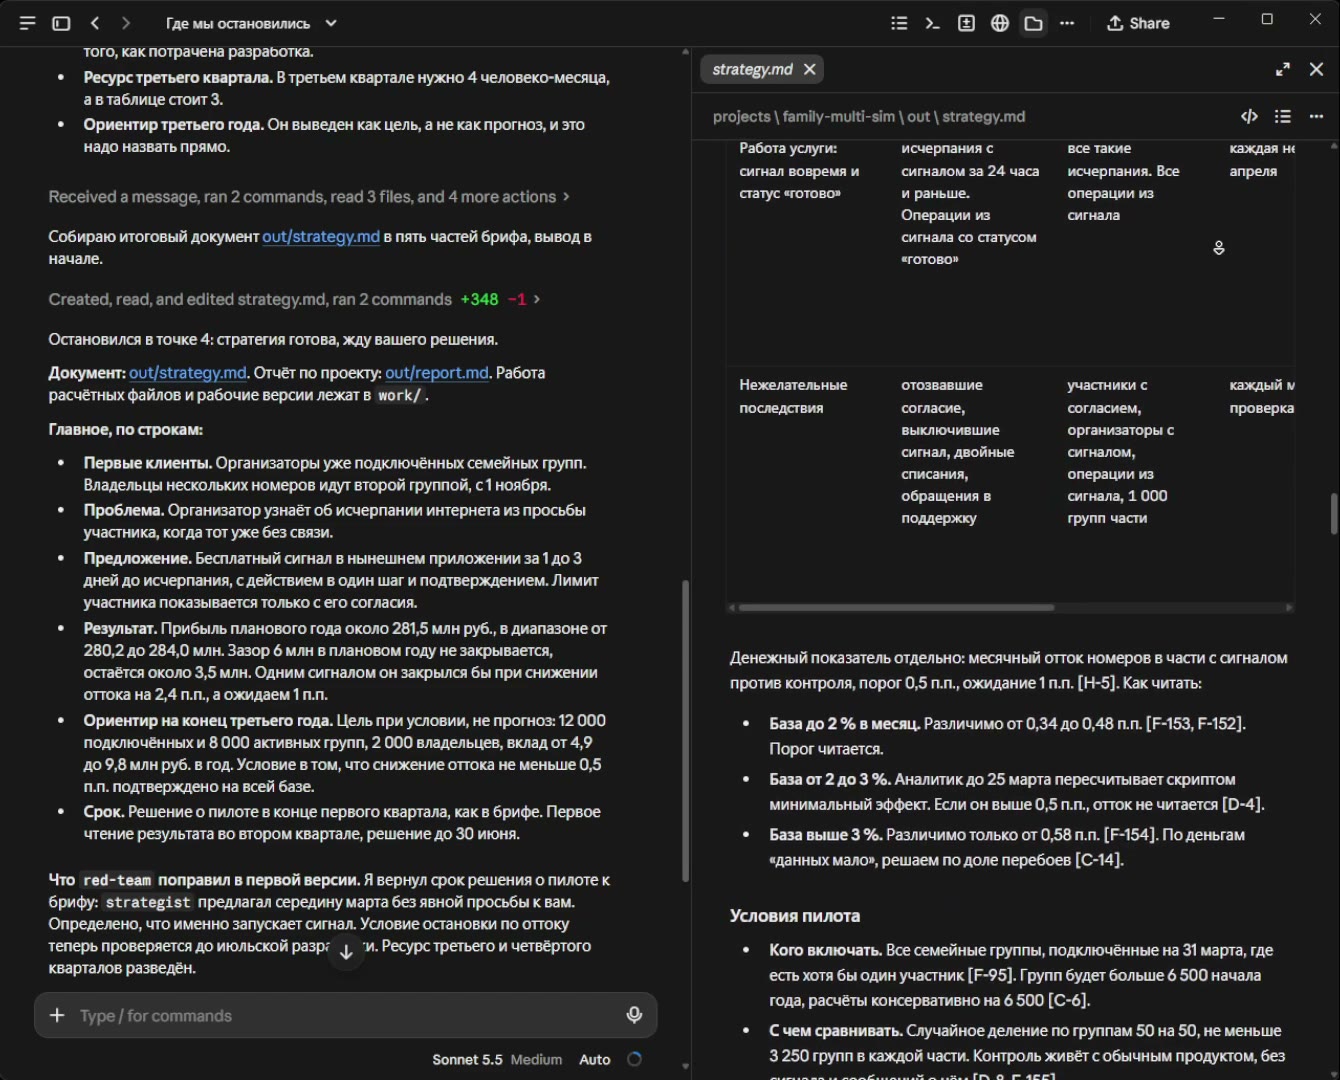 Где мы остановились
Share
того, как потрачена разработка.
Ресурс третьего квартала. В третьем квартале нужно 4 человеко-месяца,
а в таблице стоит 3.
Ориентир третьего года. Он выведен как цель, а не как прогноз, и это
надо назвать прямо.
Received a message, ran 2 commands, read 3 files, and 4 more actions >
Собираю итоговый документ out/strategy.md в пять частей брифа, вывод в
начале.
Created, read, and edited strategy.md, ran 2 commands +348 −1 >
Остановился в точке 4: стратегия готова, жду вашего решения.
Документ: out/strategy.md. Отчёт по проекту: out/report.md. Работа
расчётных файлов и рабочие версии лежат в work/.
Главное, по строкам:
Первые клиенты. Организаторы уже подключённых семейных групп.
Владельцы нескольких номеров идут второй группой, с 1 ноября.
Проблема. Организатор узнаёт об исчерпании интернета из просьбы
участника, когда тот уже без связи.
Предложение. Бесплатный сигнал в нынешнем приложении за 1 до 3
дней до исчерпания, с действием в один шаг и подтверждением. Лимит
участника показывается только с его согласия.
Результат. Прибыль планового года около 281,5 млн руб., в диапазоне от
280,2 до 284,0 млн. Зазор 6 млн в плановом году не закрывается,
остаётся около 3,5 млн. Одним сигналом он закрылся бы при снижении
оттока на 2,4 п.п., а ожидаем 1 п.п.
Ориентир на конец третьего года. Цель при условии, не прогноз: 12 000
подключённых и 8 000 активных групп, 2 000 владельцев, вклад от 4,9
до 9,8 млн руб. в год. Условие в том, что снижение оттока не меньше 0,5
п.п. подтверждено на всей базе.
Срок. Решение о пилоте в конце первого квартала, как в брифе. Первое
чтение результата во втором квартале, решение до 30 июня.
Что red-team поправил в первой версии. Я вернул срок решения о пилоте к
брифу: strategist предлагал середину марта без явной просьбы к вам.
Определено, что именно запускает сигнал. Условие остановки по оттоку
теперь проверяется до июльской разра и. Ресурс третьего и четвёртого
кварталов разведён.
Type / for commands
Sonnet 5.5 Medium Auto
strategy.md
projects \ family-multi-sim \ out \ strategy.md
Работа услуги:
сигнал вовремя и
статус «готово»
исчерпания с
сигналом за 24 часа
и раньше.
Операции из
сигнала со статусом
«готово»
все такие
исчерпания. Все
операции из
сигнала
каждая не
апреля
Нежелательные
последствия
отозвавшие
согласие,
выключившие
сигнал, двойные
списания,
обращения в
поддержку
участники с
согласием,
организаторы с
сигналом,
операции из
сигнала, 1 000
групп части
каждый м
проверка
Денежный показатель отдельно: месячный отток номеров в части с сигналом
против контроля, порог 0,5 п.п., ожидание 1 п.п. [H-5]. Как читать:
База до 2 % в месяц. Различимо от 0,34 до 0,48 п.п. [F-153, F-152].
Порог читается.
База от 2 до 3 %. Аналитик до 25 марта пересчитывает скриптом
минимальный эффект. Если он выше 0,5 п.п., отток не читается [D-4].
База выше 3 %. Различимо только от 0,58 п.п. [F-154]. По деньгам
«данных мало», решаем по доле перебоев [C-14].
Условия пилота
Кого включать. Все семейные группы, подключённые на 31 марта, где
есть хотя бы один участник [F-95]. Групп будет больше 6 500 начала
года, расчёты консервативно на 6 500 [C-6].
С чем сравнивать. Случайное деление по группам 50 на 50, не меньше
3 250 групп в каждой части. Контроль живёт с обычным продуктом, без
сигнала и сообщений о нём [D-8, F-155]